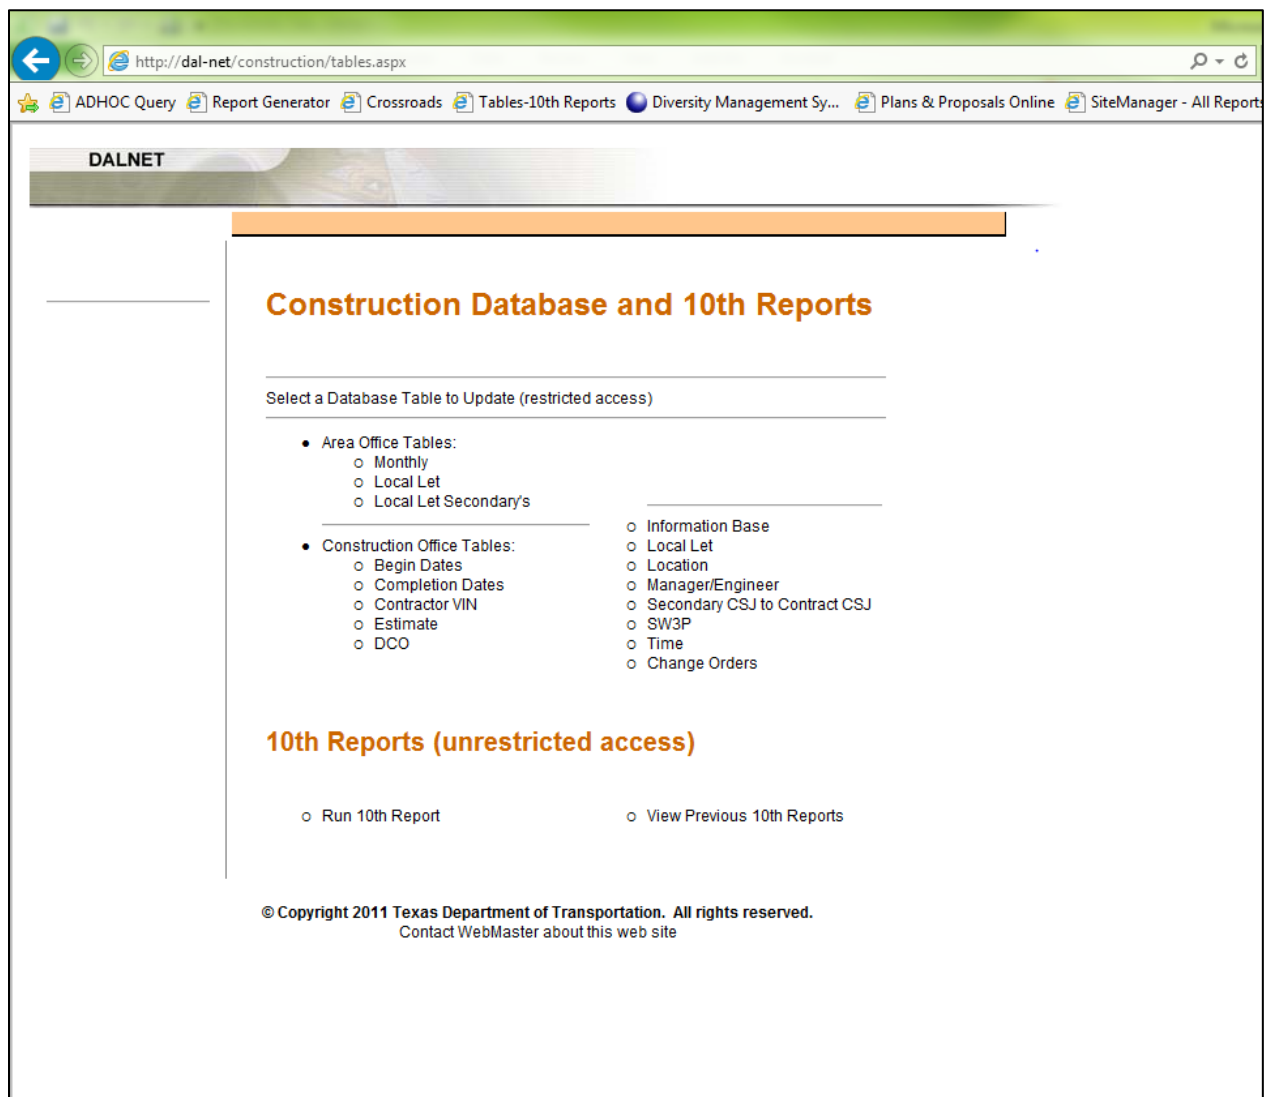 http://dal-net/construction/tables.aspx
ADHOC Query Report Generator Crossroads Tables-10th Reports Diversity Management Sy... Plans & Proposals Online SiteManager - All Reports
DALNET
Construction Database and 10th Reports
Select a Database Table to Update (restricted access)
Area Office Tables:
Monthly
Local Let
Local Let Secondary's
Construction Office Tables:
Begin Dates
Completion Dates
Contractor VIN
Estimate
DCO
Information Base
Local Let
Location
Manager/Engineer
Secondary CSJ to Contract CSJ
SW3P
Time
Change Orders
10th Reports (unrestricted access)
Run 10th Report
View Previous 10th Reports
© Copyright 2011 Texas Department of Transportation. All rights reserved.
Contact WebMaster about this web site